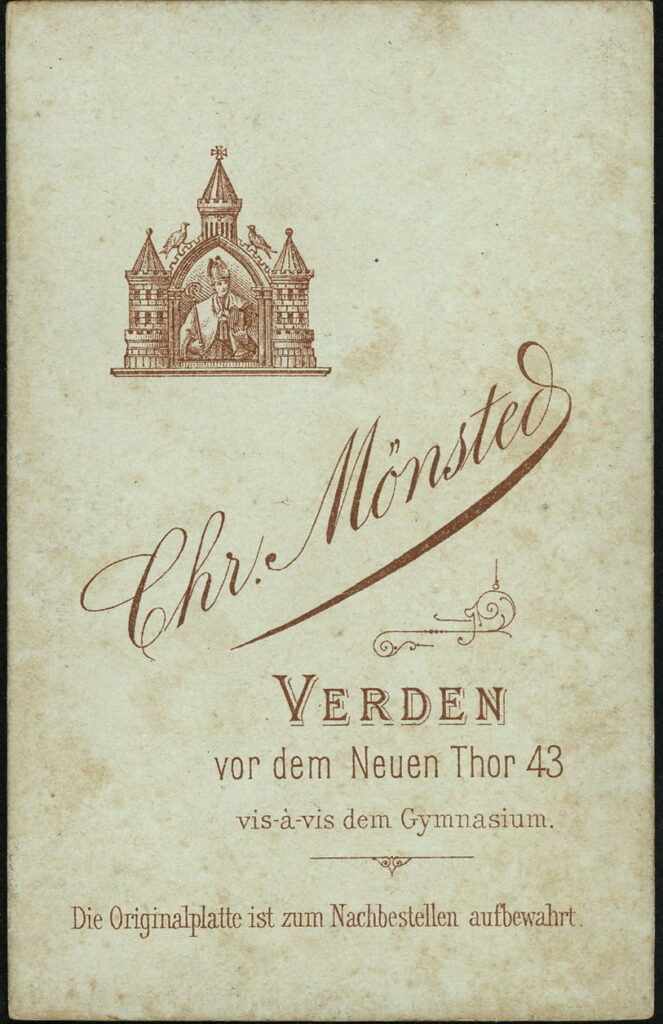 Chr. Mönsted
VERDEN
vor dem Neuen Thor 43
vis-à-vis dem Gymnasium.
Die Originalplatte ist zum Nachbestellen aufbewahrt.